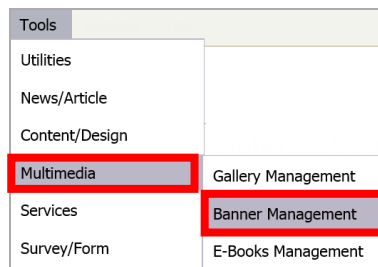 Tools
Utilities
News/Article
Content/Design
Multimedia
Gallery Management
Services
Banner Management
Survey/Form
E-Books Management